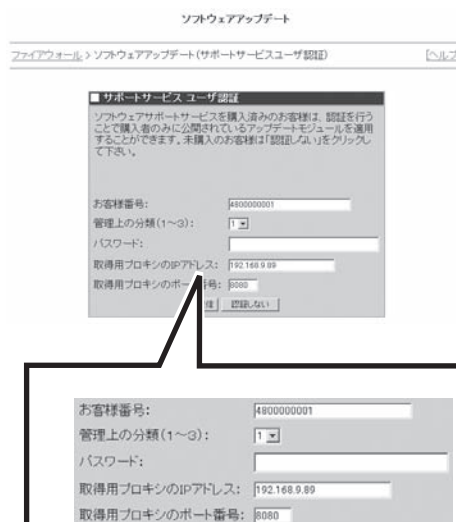 ソフトウェアアップデート
ファイアウォール > ソフトウェアアップデート(サポートサービスユーザ認証)
[ヘルプ
■ サポートサービス ユーザ認証
ソフトウェアサポートサービスを購入済みのお客様は、認証を行う
ことで購入者のみに公開されているアップデートモジュールを適用
することができます。未購入のお客様は「認証しない」をクリックし
て下さい。
お客様番号: 4800000001
管理上の分類(1〜3): 1
パスワード:
取得用プロキシのIPアドレス: 192.168.9.89
取得用プロキシのポート番号: 8080
認証しない
お客様番号: 4800000001
管理上の分類(1〜3): 1
パスワード:
取得用プロキシのIPアドレス: 192.168.9.89
取得用プロキシのポート番号: 8080